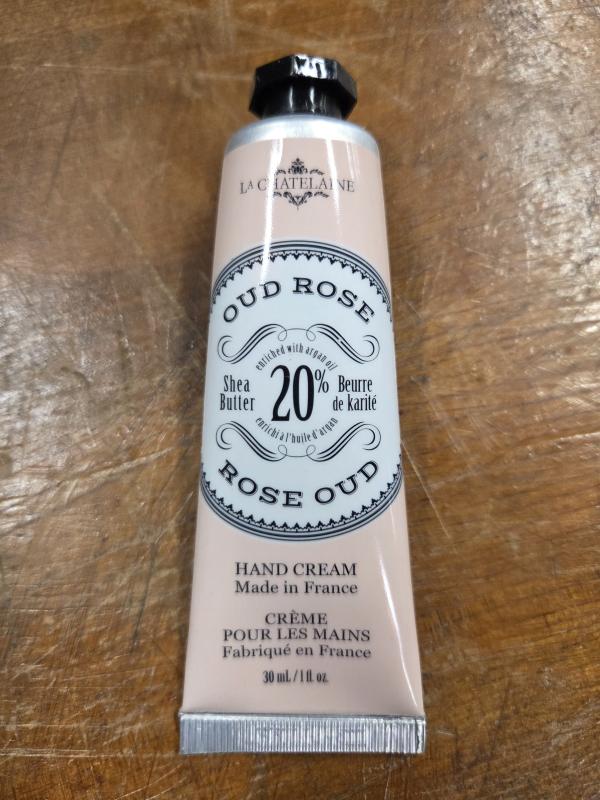 LA CHATELAINE
OUD ROSE
enriched with argan oil
Shea Butter
20%
Beurre de karité
enrichi à l'huile d'argan
ROSE OUD
HAND CREAM
Made in France
CRÈME
POUR LES MAINS
Fabriqué en France
30 mL / 1 fl. oz.